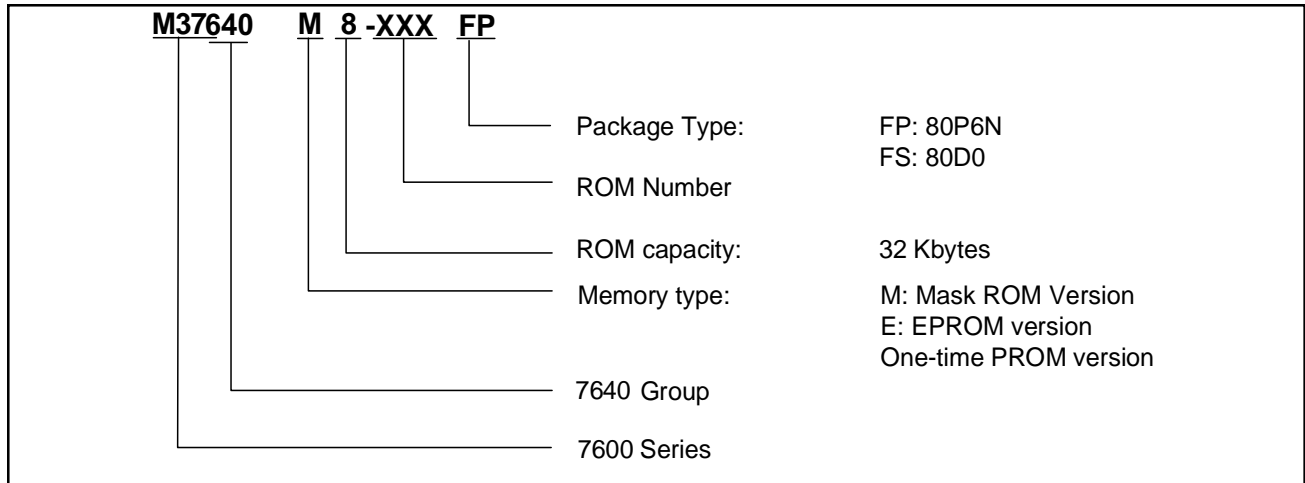 M37640 M 8 -XXX FP
Package Type: FP: 80P6N
FS: 80D0
ROM Number
ROM capacity: 32 Kbytes
Memory type: M: Mask ROM Version
E: EPROM version
One-time PROM version
7640 Group
7600 Series